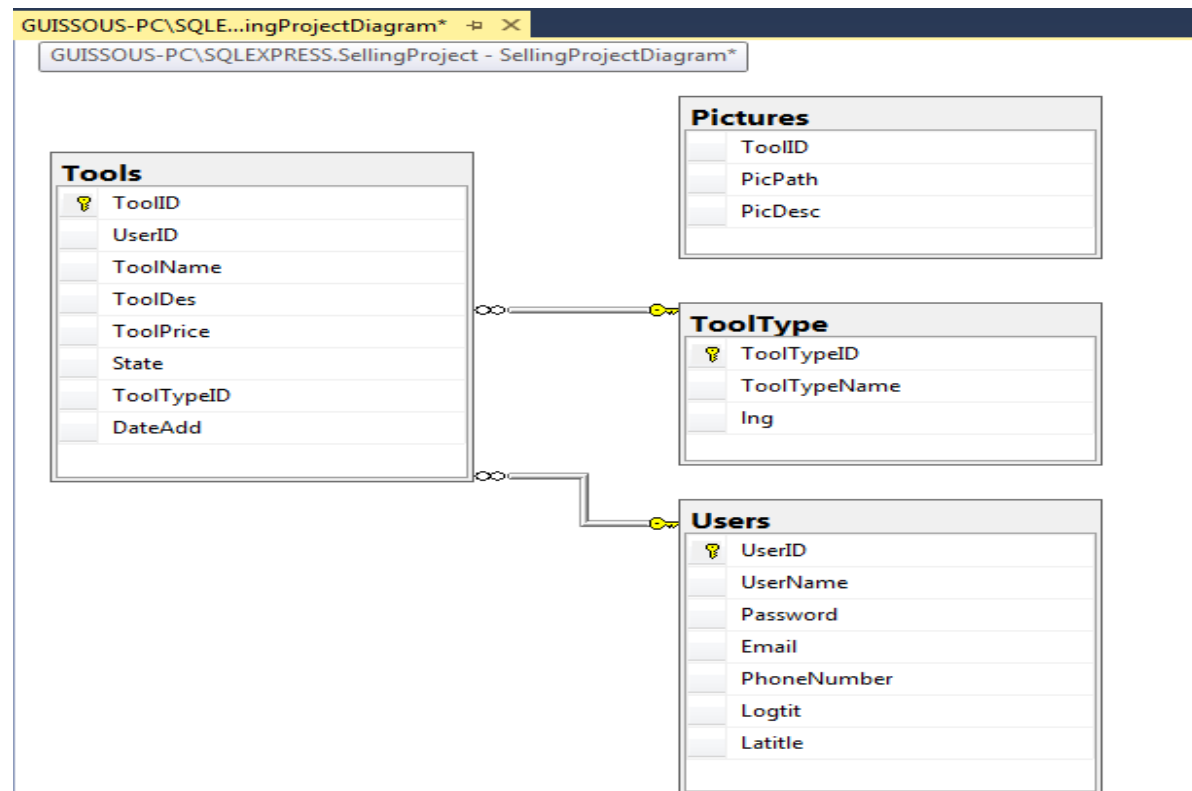 GUISSOUS-PC\SQLE...ingProjectDiagram*
GUISSOUS-PC\SQLEXPRESS.SellingProject - SellingProjectDiagram*
Tools
ToolID
UserID
ToolName
ToolDes
ToolPrice
State
ToolTypeID
DateAdd
Pictures
ToolID
PicPath
PicDesc
ToolType
ToolTypeID
ToolTypeName
Ing
Users
UserID
UserName
Password
Email
PhoneNumber
Logtit
Latitle